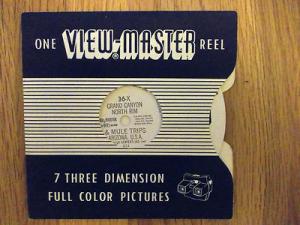 ONE VIEW-MASTER REEL
36-X
GRAND CANYON
NORTH RIM
& MULE TRIPS
ARIZONA, U.S.A.
7 THREE DIMENSION
FULL COLOR PICTURES